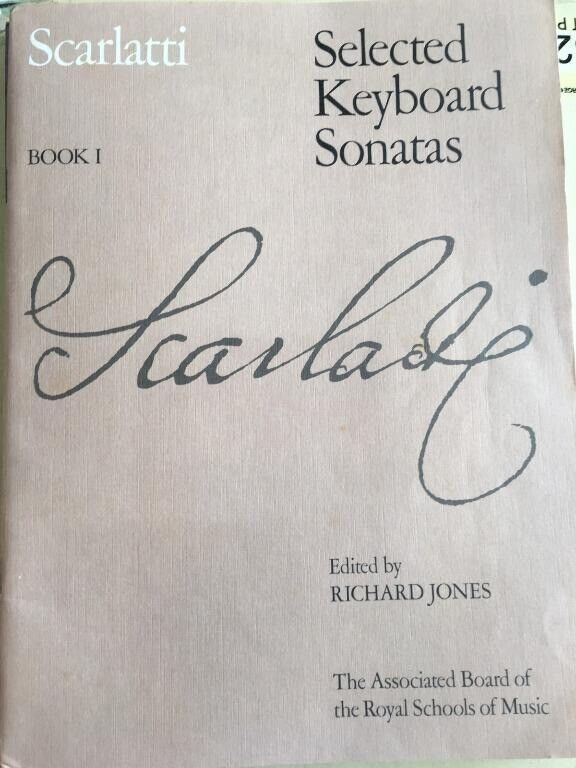 Scarlatti
Selected
Keyboard
Sonatas
BOOK I
Scarlatti
Edited by
RICHARD JONES
The Associated Board of
the Royal Schools of Music